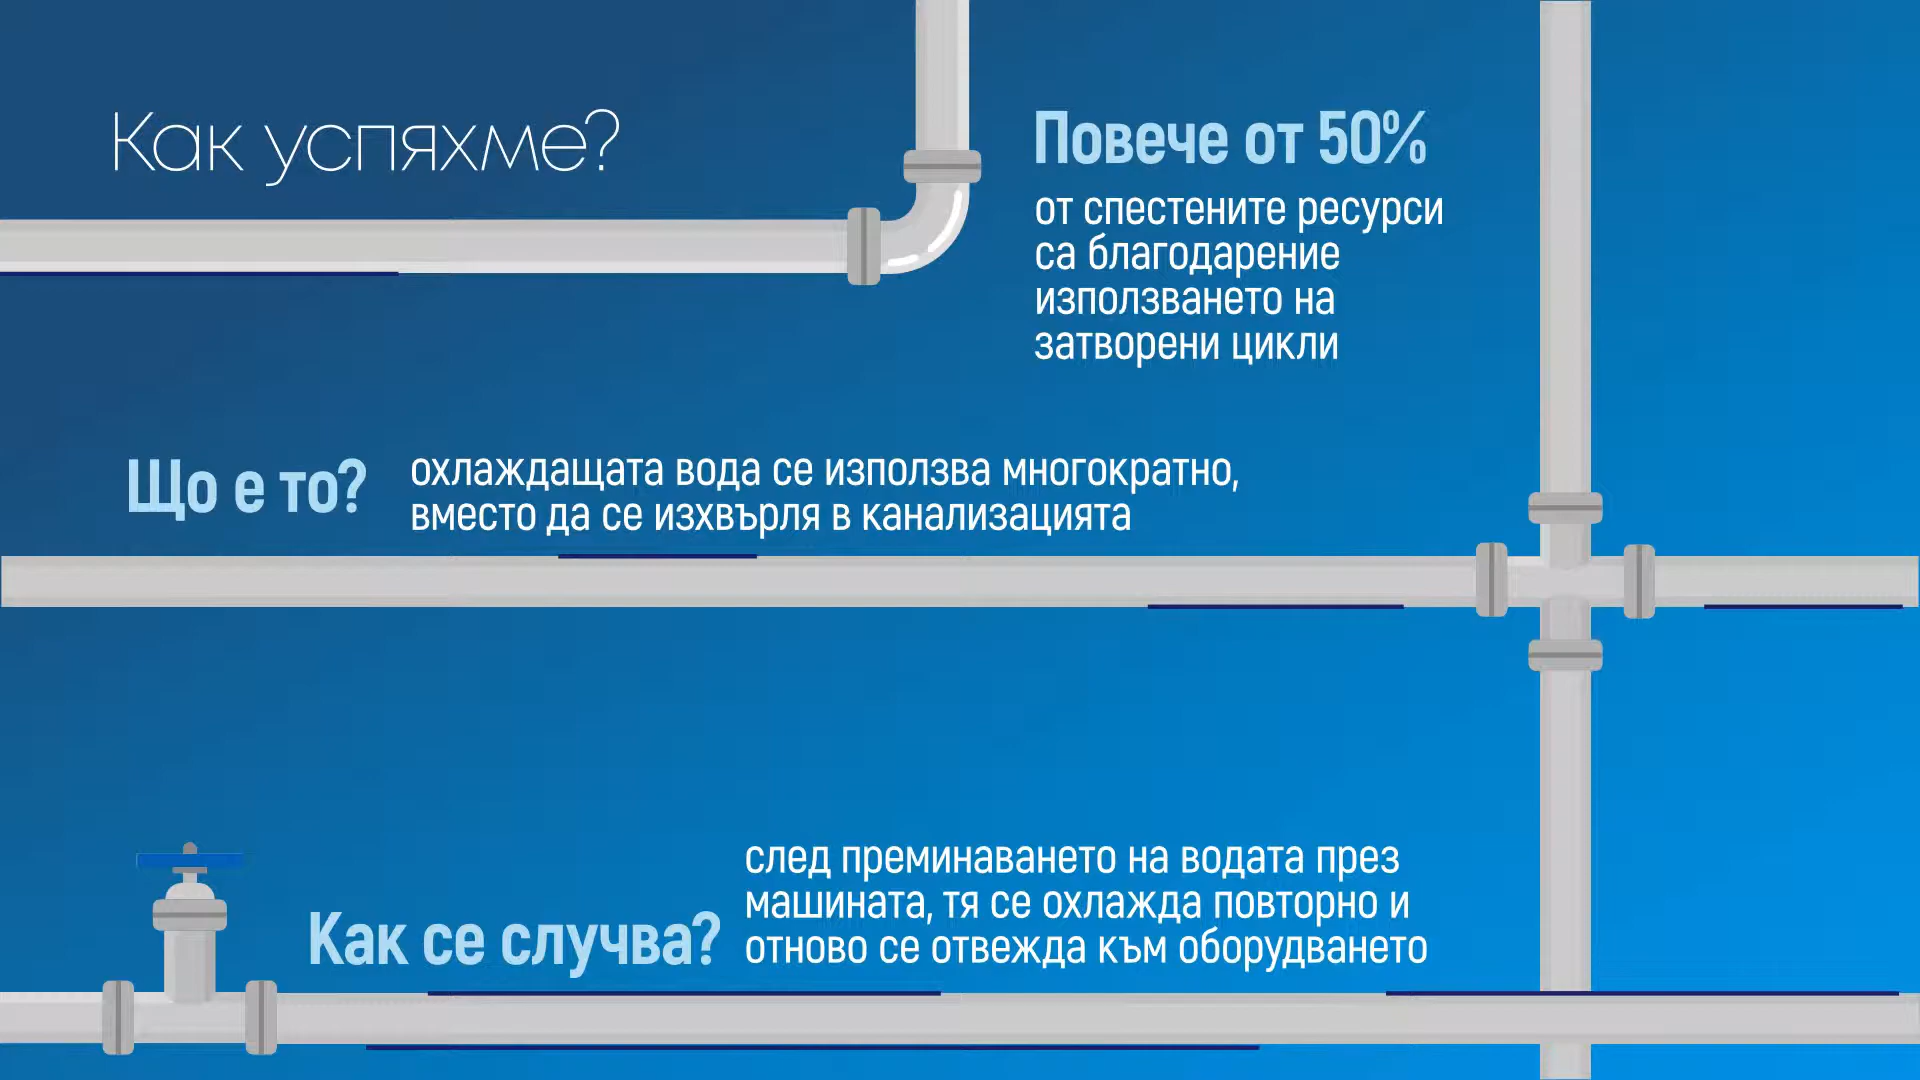 Как успяхме?
Повече от 50%
от спестените ресурси
са благодарение
използването на
затворени цикли
Що е то?
охлаждащата вода се използва многократно,
вместо да се изхвърля в канализацията
Как се случва?
след преминаването на водата през
машината, тя се охлажда повторно и
отново се отвежда към оборудването